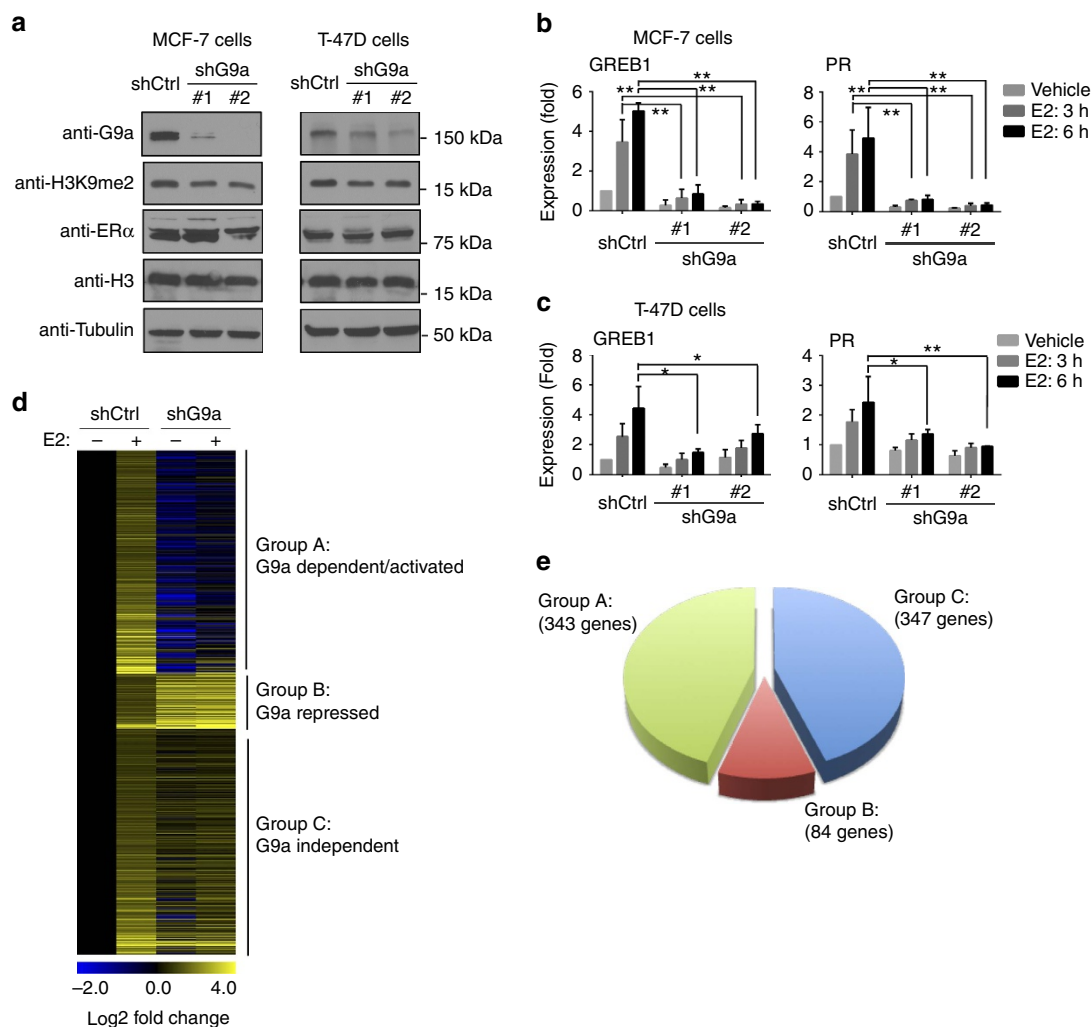 a
MCF-7 cells
T-47D cells
shCtrl
shG9a
#1 #2
shCtrl
shG9a
#1 #2
anti-G9a
150 kDa
anti-H3K9me2
15 kDa
anti-ERα
75 kDa
anti-H3
15 kDa
anti-Tubulin
50 kDa
b
MCF-7 cells
GREB1
Expression (fold)
6
4
2
0
**
**
**
**
shCtrl
#1
#2
shG9a
PR
8
6
4
2
0
**
**
**
**
shCtrl
#1
#2
shG9a
Vehicle
E2: 3 h
E2: 6 h
c
T-47D cells
GREB1
Expression (Fold)
8
6
4
2
0
*
*
shCtrl
#1
#2
shG9a
PR
4
3
2
1
0
**
*
shCtrl
#1
#2
shG9a
Vehicle
E2: 3 h
E2: 6 h
d
shCtrl shG9a
E2: – + – +
Group A:
G9a dependent/activated
Group B:
G9a repressed
Group C:
G9a independent
–2.0 0.0 4.0
Log2 fold change
e
Group A:
(343 genes)
Group C:
(347 genes)
Group B:
(84 genes)